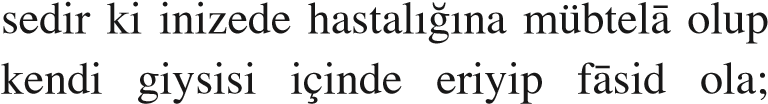 sedir ki inizede hastalığına mübtelā olup
kendi giysisi içinde eriyip fāsid ola;